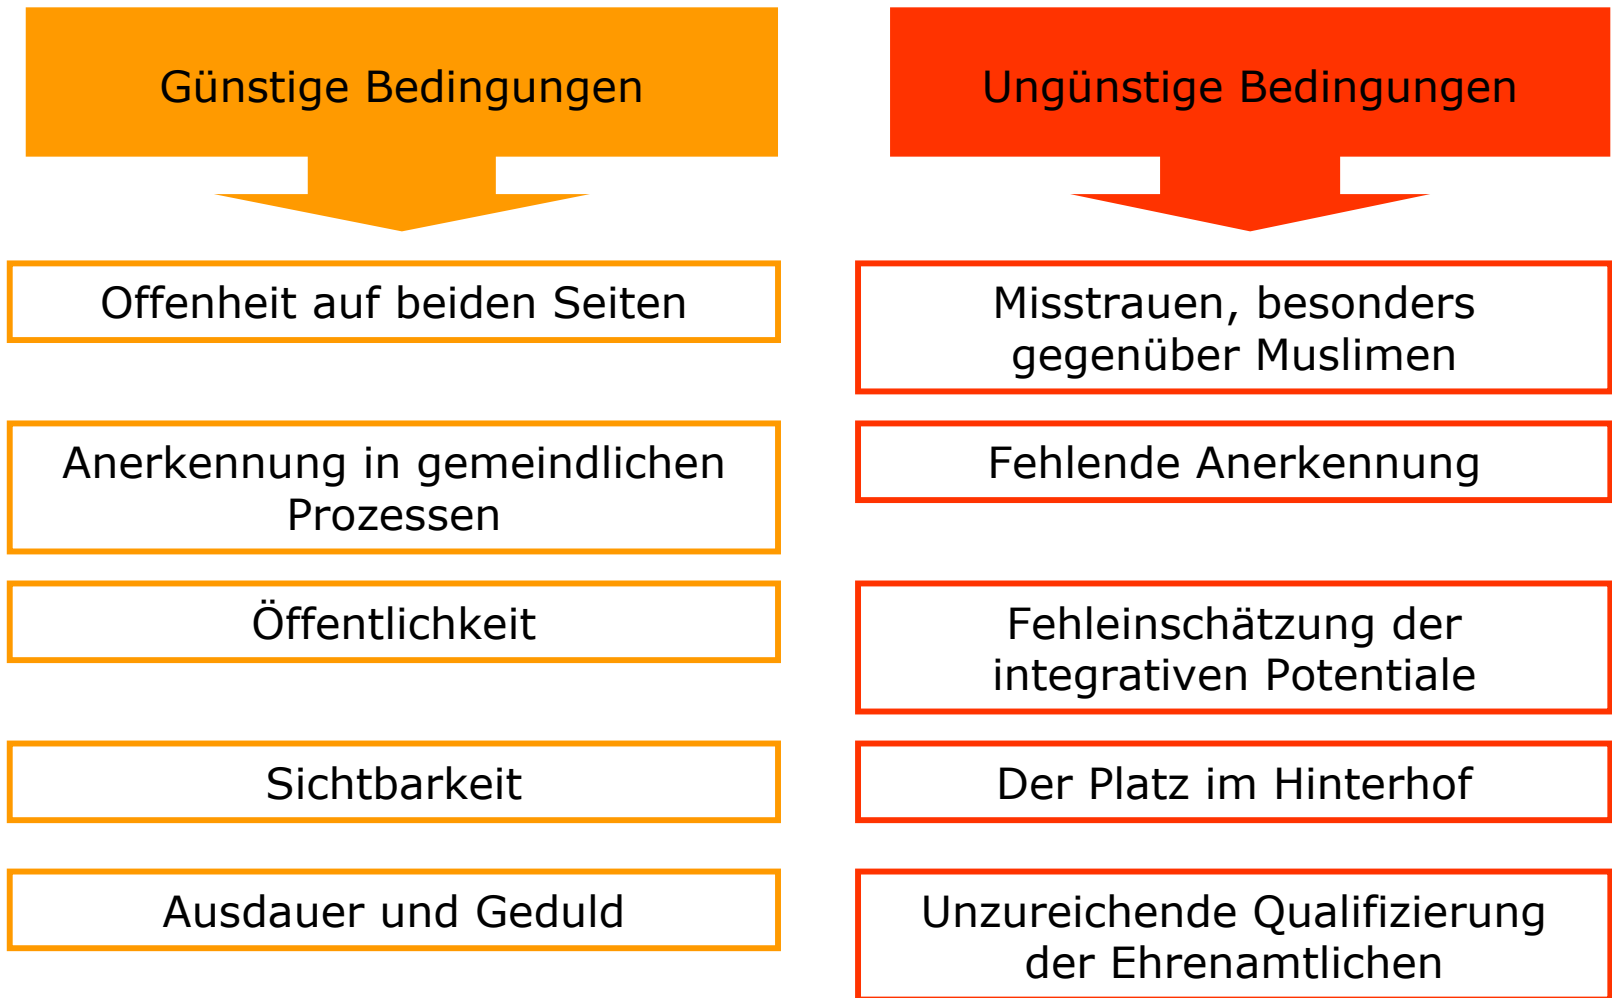 Günstige Bedingungen
Offenheit auf beiden Seiten
Anerkennung in gemeindlichen
Prozessen
Öffentlichkeit
Sichtbarkeit
Ausdauer und Geduld
Ungünstige Bedingungen
Misstrauen, besonders
gegenüber Muslimen
Fehlende Anerkennung
Fehleinschätzung der
integrativen Potentiale
Der Platz im Hinterhof
Unzureichende Qualifizierung
der Ehrenamtlichen